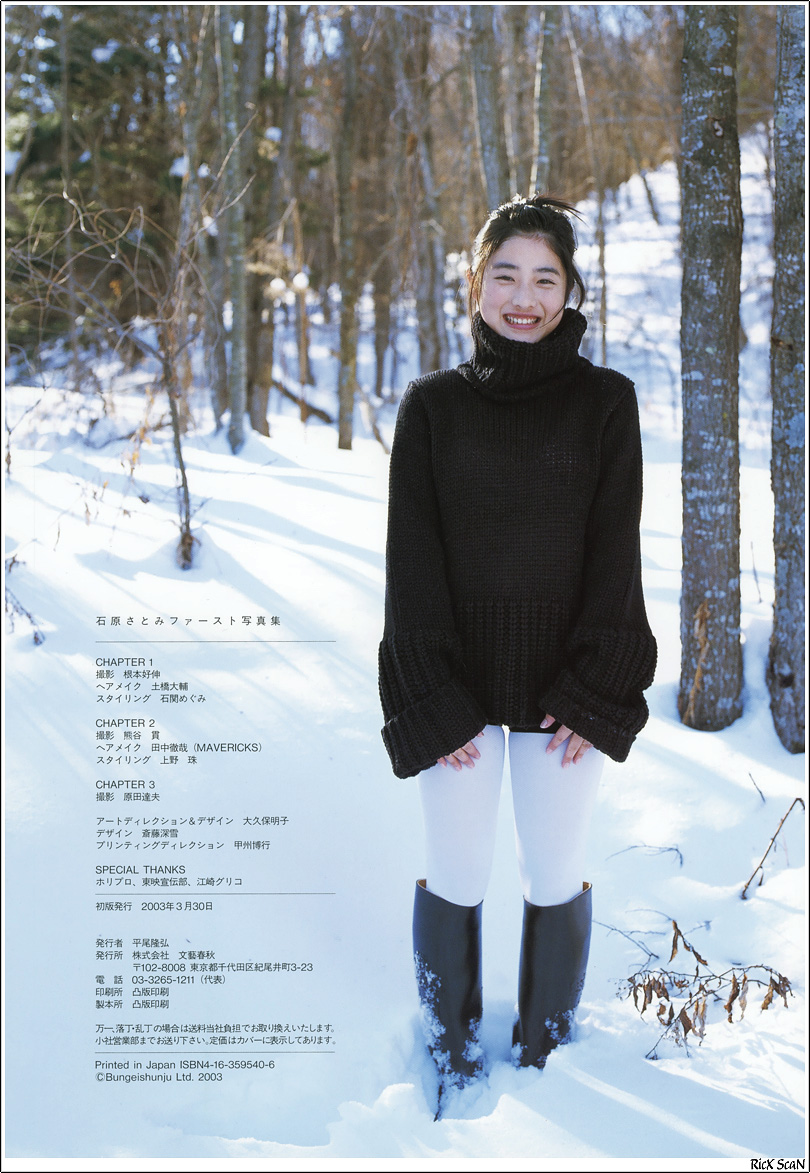 石原さとみファースト写真集
CHAPTER 1
撮影 根本好伸
ヘアメイク 土橋大輔
スタイリング 石関めぐみ
CHAPTER 2
撮影 熊谷 貫
ヘアメイク 田中徹哉（MAVERICKS）
スタイリング 上野 珠
CHAPTER 3
撮影 原田達夫
アートディレクション＆デザイン 大久保明子
デザイン 斎藤深雪
プリンティングディレクション 甲州博行
SPECIAL THANKS
ホリプロ、東映宣伝部、江崎グリコ
初版発行 2003年3月30日
発行者 平尾隆弘
発行所 株式会社 文藝春秋
〒102-8008 東京都千代田区紀尾井町3-23
電 話 03-3265-1211（代表）
印刷所 凸版印刷
製本所 凸版印刷
万一、落丁・乱丁の場合は送料当社負担でお取り換えいたします。
小社営業部までお送り下さい。定価はカバーに表示してあります。
Printed in Japan ISBN4-16-359540-6
©Bungeishunju Ltd. 2003
RicX ScaN